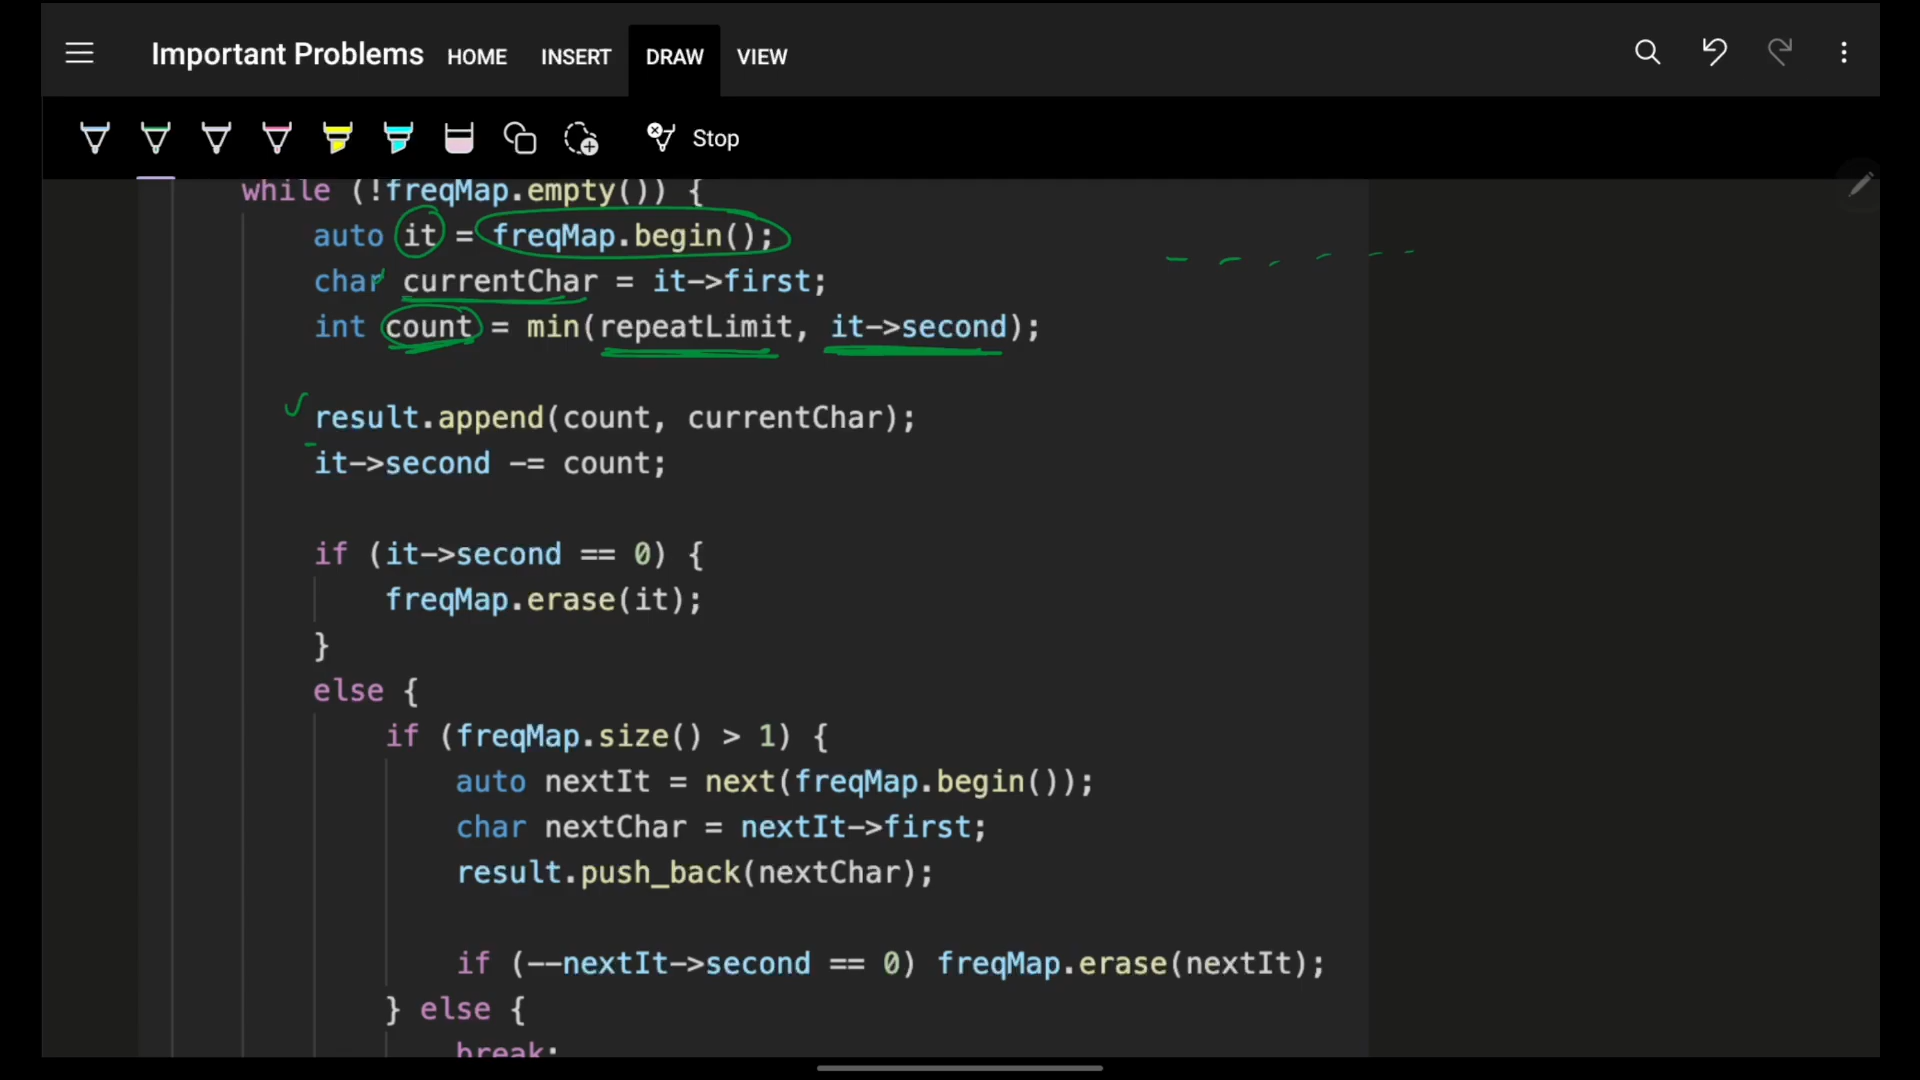 Important Problems HOME INSERT DRAW VIEW
Stop
while (!freqMap.empty()) {
auto it = freqMap.begin();
char currentChar = it->first;
int count = min(repeatLimit, it->second);
result.append(count, currentChar);
it->second -= count;
if (it->second == 0) {
freqMap.erase(it);
}
else {
if (freqMap.size() > 1) {
auto nextIt = next(freqMap.begin());
char nextChar = nextIt->first;
result.push_back(nextChar);
if (--nextIt->second == 0) freqMap.erase(nextIt);
} else {
break;